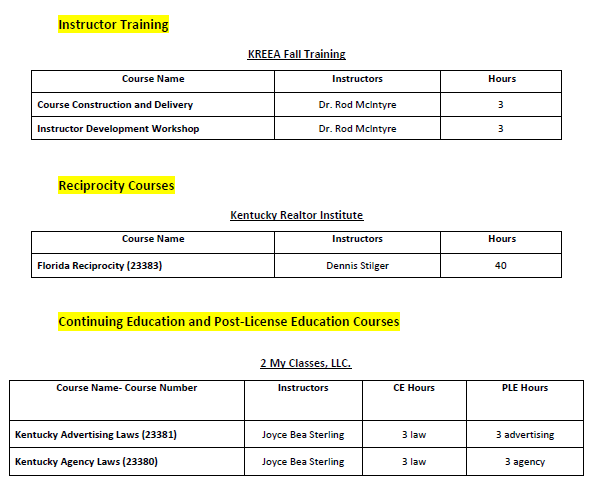 Instructor Training
KREEA Fall Training
Course Name Instructors Hours
Course Construction and Delivery Dr. Rod McIntyre 3
Instructor Development Workshop Dr. Rod McIntyre 3
Reciprocity Courses
Kentucky Realtor Institute
Course Name Instructors Hours
Florida Reciprocity (23383) Dennis Stilger 40
Continuing Education and Post-License Education Courses
2 My Classes, LLC.
Course Name- Course Number Instructors CE Hours PLE Hours
Kentucky Advertising Laws (23381) Joyce Bea Sterling 3 law 3 advertising
Kentucky Agency Laws (23380) Joyce Bea Sterling 3 law 3 agency